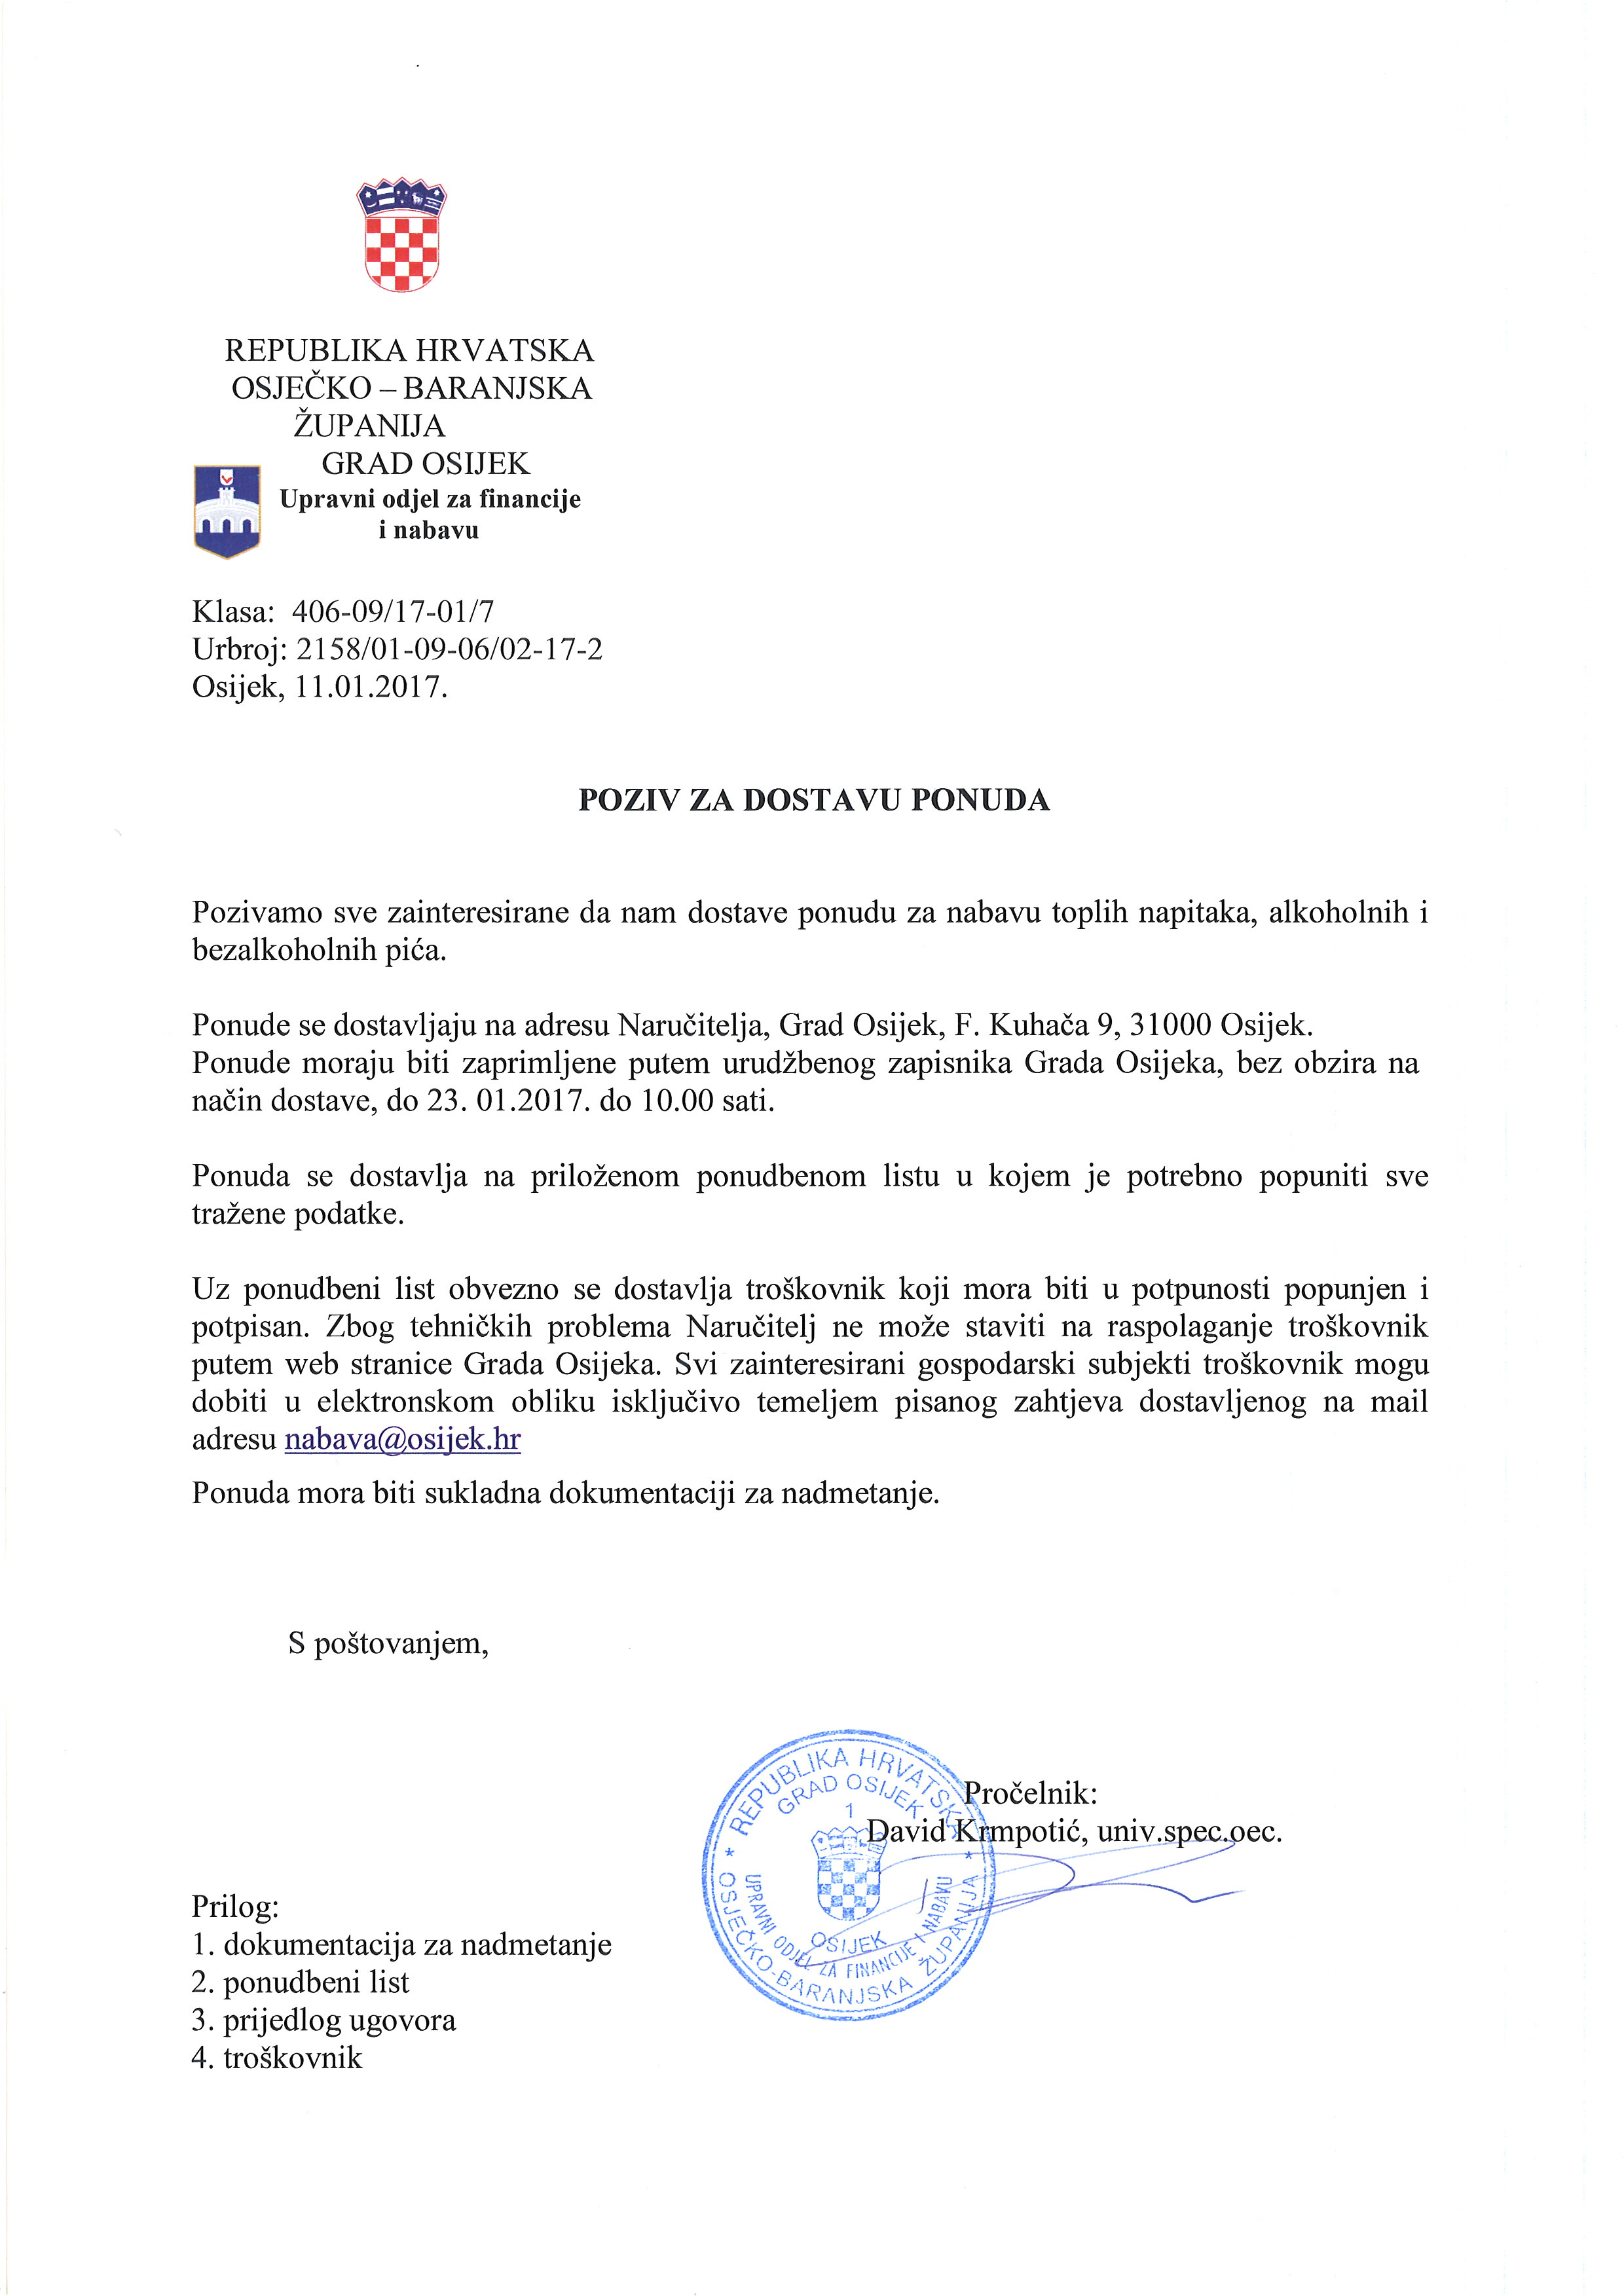 REPUBLIKA HRVATSKA
OSJEČKO – BARANJSKA
ŽUPANIJA
GRAD OSIJEK
Upravni odjel za financije
i nabavu
Klasa: 406-09/17-01/7
Urbroj: 2158/01-09-06/02-17-2
Osijek, 11.01.2017.
POZIV ZA DOSTAVU PONUDA
Pozivamo sve zainteresirane da nam dostave ponudu za nabavu toplih napitaka, alkoholnih i
bezalkoholnih pića.
Ponude se dostavljaju na adresu Naručitelja, Grad Osijek, F. Kuhača 9, 31000 Osijek.
Ponude moraju biti zaprimljene putem urudžbenog zapisnika Grada Osijeka, bez obzira na
način dostave, do 23. 01.2017. do 10.00 sati.
Ponuda se dostavlja na priloženom ponudbenom listu u kojem je potrebno popuniti sve
tražene podatke.
Uz ponudbeni list obvezno se dostavlja troškovnik koji mora biti u potpunosti popunjen i
potpisan. Zbog tehničkih problema Naručitelj ne može staviti na raspolaganje troškovnik
putem web stranice Grada Osijeka. Svi zainteresirani gospodarski subjekti troškovnik mogu
dobiti u elektronskom obliku isključivo temeljem pisanog zahtjeva dostavljenog na mail
adresu nabava@osijek.hr
Ponuda mora biti sukladna dokumentaciji za nadmetanje.
S poštovanjem,
Pročelnik:
David Krmpotić, univ.spec.oec.
* REPUBLIKA HRVATSKA *
GRAD OSIJEK
1
OSIJEK
UPRAVNI ODJEL ZA FINANCIJE I NABAVU
OSJEČKO-BARANJSKA ŽUPANIJA
Prilog:
1. dokumentacija za nadmetanje
2. ponudbeni list
3. prijedlog ugovora
4. troškovnik